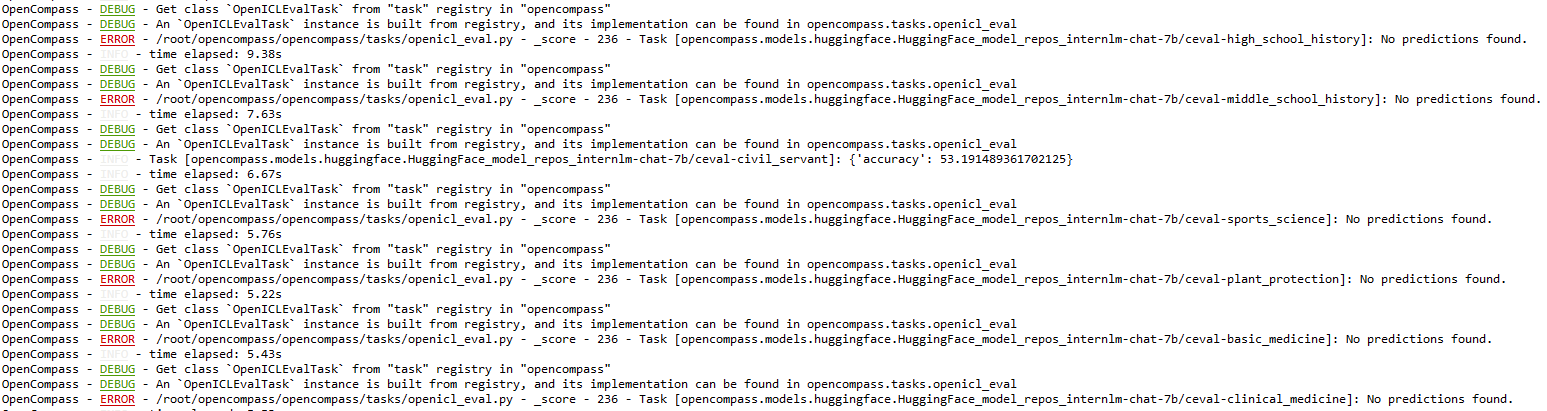 OpenCompass - DEBUG - Get class `OpenICLEvalTask` from "task" registry in "opencompass"
OpenCompass - DEBUG - An `OpenICLEvalTask` instance is built from registry, and its implementation can be found in opencompass.tasks.openicl_eval
OpenCompass - ERROR - /root/opencompass/opencompass/tasks/openicl_eval.py - _score - 236 - Task [opencompass.models.huggingface.HuggingFace_model_repos_internlm-chat-7b/ceval-high_school_history]: No predictions found.
OpenCompass - INFO - time elapsed: 9.38s
OpenCompass - DEBUG - Get class `OpenICLEvalTask` from "task" registry in "opencompass"
OpenCompass - DEBUG - An `OpenICLEvalTask` instance is built from registry, and its implementation can be found in opencompass.tasks.openicl_eval
OpenCompass - ERROR - /root/opencompass/opencompass/tasks/openicl_eval.py - _score - 236 - Task [opencompass.models.huggingface.HuggingFace_model_repos_internlm-chat-7b/ceval-middle_school_history]: No predictions found.
OpenCompass - INFO - time elapsed: 7.63s
OpenCompass - DEBUG - Get class `OpenICLEvalTask` from "task" registry in "opencompass"
OpenCompass - DEBUG - An `OpenICLEvalTask` instance is built from registry, and its implementation can be found in opencompass.tasks.openicl_eval
OpenCompass - INFO - Task [opencompass.models.huggingface.HuggingFace_model_repos_internlm-chat-7b/ceval-civil_servant]: {'accuracy': 53.191489361702125}
OpenCompass - INFO - time elapsed: 6.67s
OpenCompass - DEBUG - Get class `OpenICLEvalTask` from "task" registry in "opencompass"
OpenCompass - DEBUG - An `OpenICLEvalTask` instance is built from registry, and its implementation can be found in opencompass.tasks.openicl_eval
OpenCompass - ERROR - /root/opencompass/opencompass/tasks/openicl_eval.py - _score - 236 - Task [opencompass.models.huggingface.HuggingFace_model_repos_internlm-chat-7b/ceval-sports_science]: No predictions found.
OpenCompass - INFO - time elapsed: 5.76s
OpenCompass - DEBUG - Get class `OpenICLEvalTask` from "task" registry in "opencompass"
OpenCompass - DEBUG - An `OpenICLEvalTask` instance is built from registry, and its implementation can be found in opencompass.tasks.openicl_eval
OpenCompass - ERROR - /root/opencompass/opencompass/tasks/openicl_eval.py - _score - 236 - Task [opencompass.models.huggingface.HuggingFace_model_repos_internlm-chat-7b/ceval-plant_protection]: No predictions found.
OpenCompass - INFO - time elapsed: 5.22s
OpenCompass - DEBUG - Get class `OpenICLEvalTask` from "task" registry in "opencompass"
OpenCompass - DEBUG - An `OpenICLEvalTask` instance is built from registry, and its implementation can be found in opencompass.tasks.openicl_eval
OpenCompass - ERROR - /root/opencompass/opencompass/tasks/openicl_eval.py - _score - 236 - Task [opencompass.models.huggingface.HuggingFace_model_repos_internlm-chat-7b/ceval-basic_medicine]: No predictions found.
OpenCompass - INFO - time elapsed: 5.43s
OpenCompass - DEBUG - Get class `OpenICLEvalTask` from "task" registry in "opencompass"
OpenCompass - DEBUG - An `OpenICLEvalTask` instance is built from registry, and its implementation can be found in opencompass.tasks.openicl_eval
OpenCompass - ERROR - /root/opencompass/opencompass/tasks/openicl_eval.py - _score - 236 - Task [opencompass.models.huggingface.HuggingFace_model_repos_internlm-chat-7b/ceval-clinical_medicine]: No predictions found.